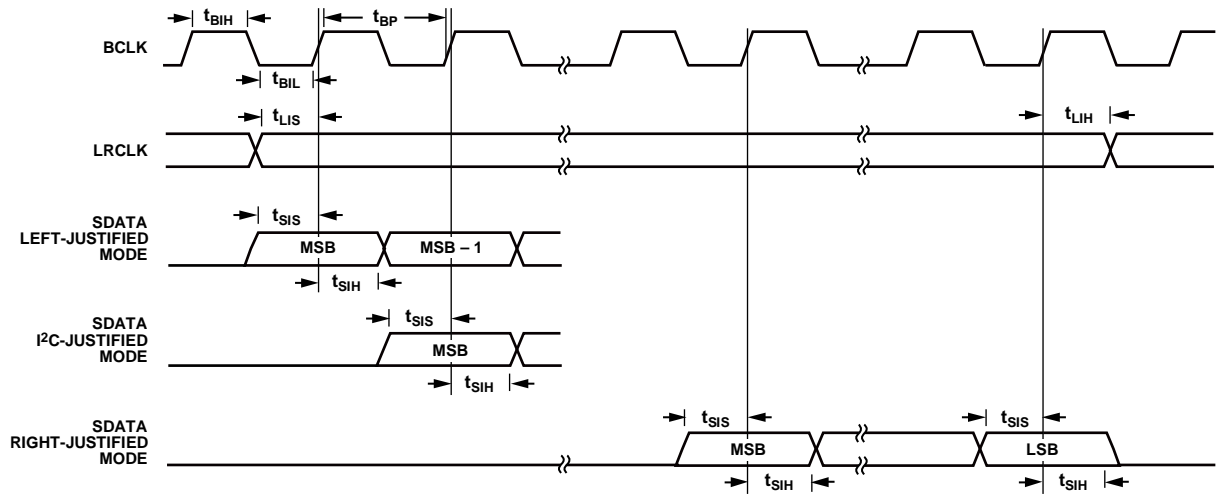 tBIH
tBP
BCLK
tBIL
tLIS
tLIH
LRCLK
SDATA
LEFT-JUSTIFIED
MODE
tSIS
MSB
MSB – 1
tSIH
SDATA
I²C-JUSTIFIED
MODE
tSIS
MSB
tSIH
SDATA
RIGHT-JUSTIFIED
MODE
tSIS
tSIS
MSB
LSB
tSIH
tSIH